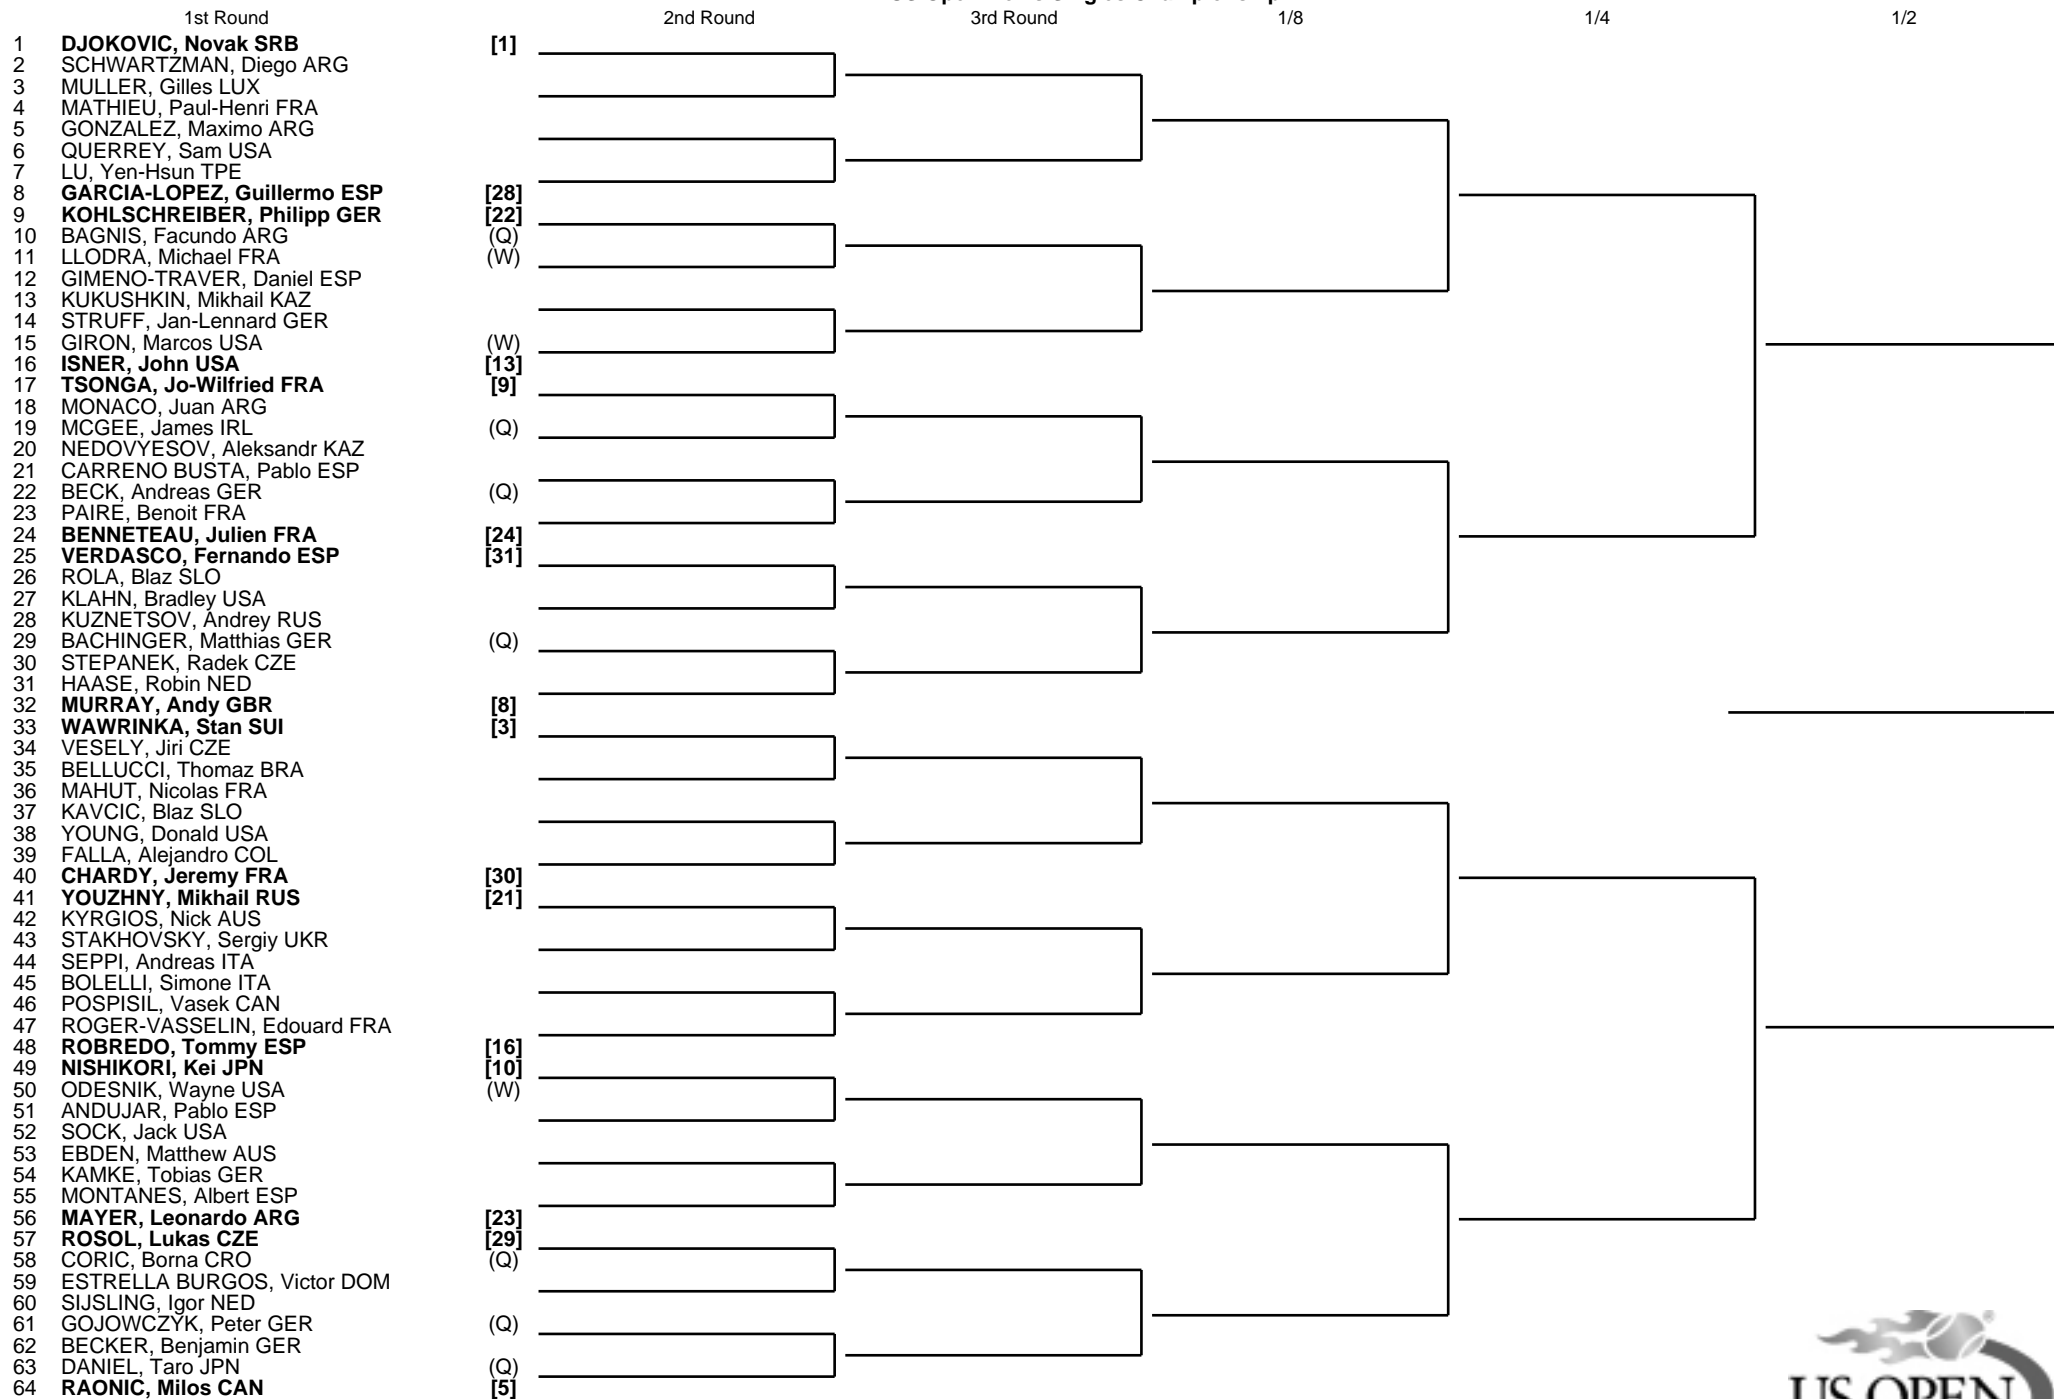 1st Round 2nd Round 3rd Round 1/8 1/4 1/2
1 DJOKOVIC, Novak SRB [1]
2 SCHWARTZMAN, Diego ARG
3 MULLER, Gilles LUX
4 MATHIEU, Paul-Henri FRA
5 GONZALEZ, Maximo ARG
6 QUERREY, Sam USA
7 LU, Yen-Hsun TPE
8 GARCIA-LOPEZ, Guillermo ESP [28]
9 KOHLSCHREIBER, Philipp GER [22]
10 BAGNIS, Facundo ARG (Q)
11 LLODRA, Michael FRA (W)
12 GIMENO-TRAVER, Daniel ESP
13 KUKUSHKIN, Mikhail KAZ
14 STRUFF, Jan-Lennard GER
15 GIRON, Marcos USA (W)
16 ISNER, John USA [13]
17 TSONGA, Jo-Wilfried FRA [9]
18 MONACO, Juan ARG
19 MCGEE, James IRL (Q)
20 NEDOVYESOV, Aleksandr KAZ
21 CARRENO BUSTA, Pablo ESP
22 BECK, Andreas GER (Q)
23 PAIRE, Benoit FRA
24 BENNETEAU, Julien FRA [24]
25 VERDASCO, Fernando ESP [31]
26 ROLA, Blaz SLO
27 KLAHN, Bradley USA
28 KUZNETSOV, Andrey RUS
29 BACHINGER, Matthias GER (Q)
30 STEPANEK, Radek CZE
31 HAASE, Robin NED
32 MURRAY, Andy GBR [8]
33 WAWRINKA, Stan SUI [3]
34 VESELY, Jiri CZE
35 BELLUCCI, Thomaz BRA
36 MAHUT, Nicolas FRA
37 KAVCIC, Blaz SLO
38 YOUNG, Donald USA
39 FALLA, Alejandro COL
40 CHARDY, Jeremy FRA [30]
41 YOUZHNY, Mikhail RUS [21]
42 KYRGIOS, Nick AUS
43 STAKHOVSKY, Sergiy UKR
44 SEPPI, Andreas ITA
45 BOLELLI, Simone ITA
46 POSPISIL, Vasek CAN
47 ROGER-VASSELIN, Edouard FRA
48 ROBREDO, Tommy ESP [16]
49 NISHIKORI, Kei JPN [10]
50 ODESNIK, Wayne USA (W)
51 ANDUJAR, Pablo ESP
52 SOCK, Jack USA
53 EBDEN, Matthew AUS
54 KAMKE, Tobias GER
55 MONTANES, Albert ESP
56 MAYER, Leonardo ARG [23]
57 ROSOL, Lukas CZE [29]
58 CORIC, Borna CRO (Q)
59 ESTRELLA BURGOS, Victor DOM
60 SIJSLING, Igor NED
61 GOJOWCZYK, Peter GER (Q)
62 BECKER, Benjamin GER
63 DANIEL, Taro JPN (Q)
64 RAONIC, Milos CAN [5]
US OPEN